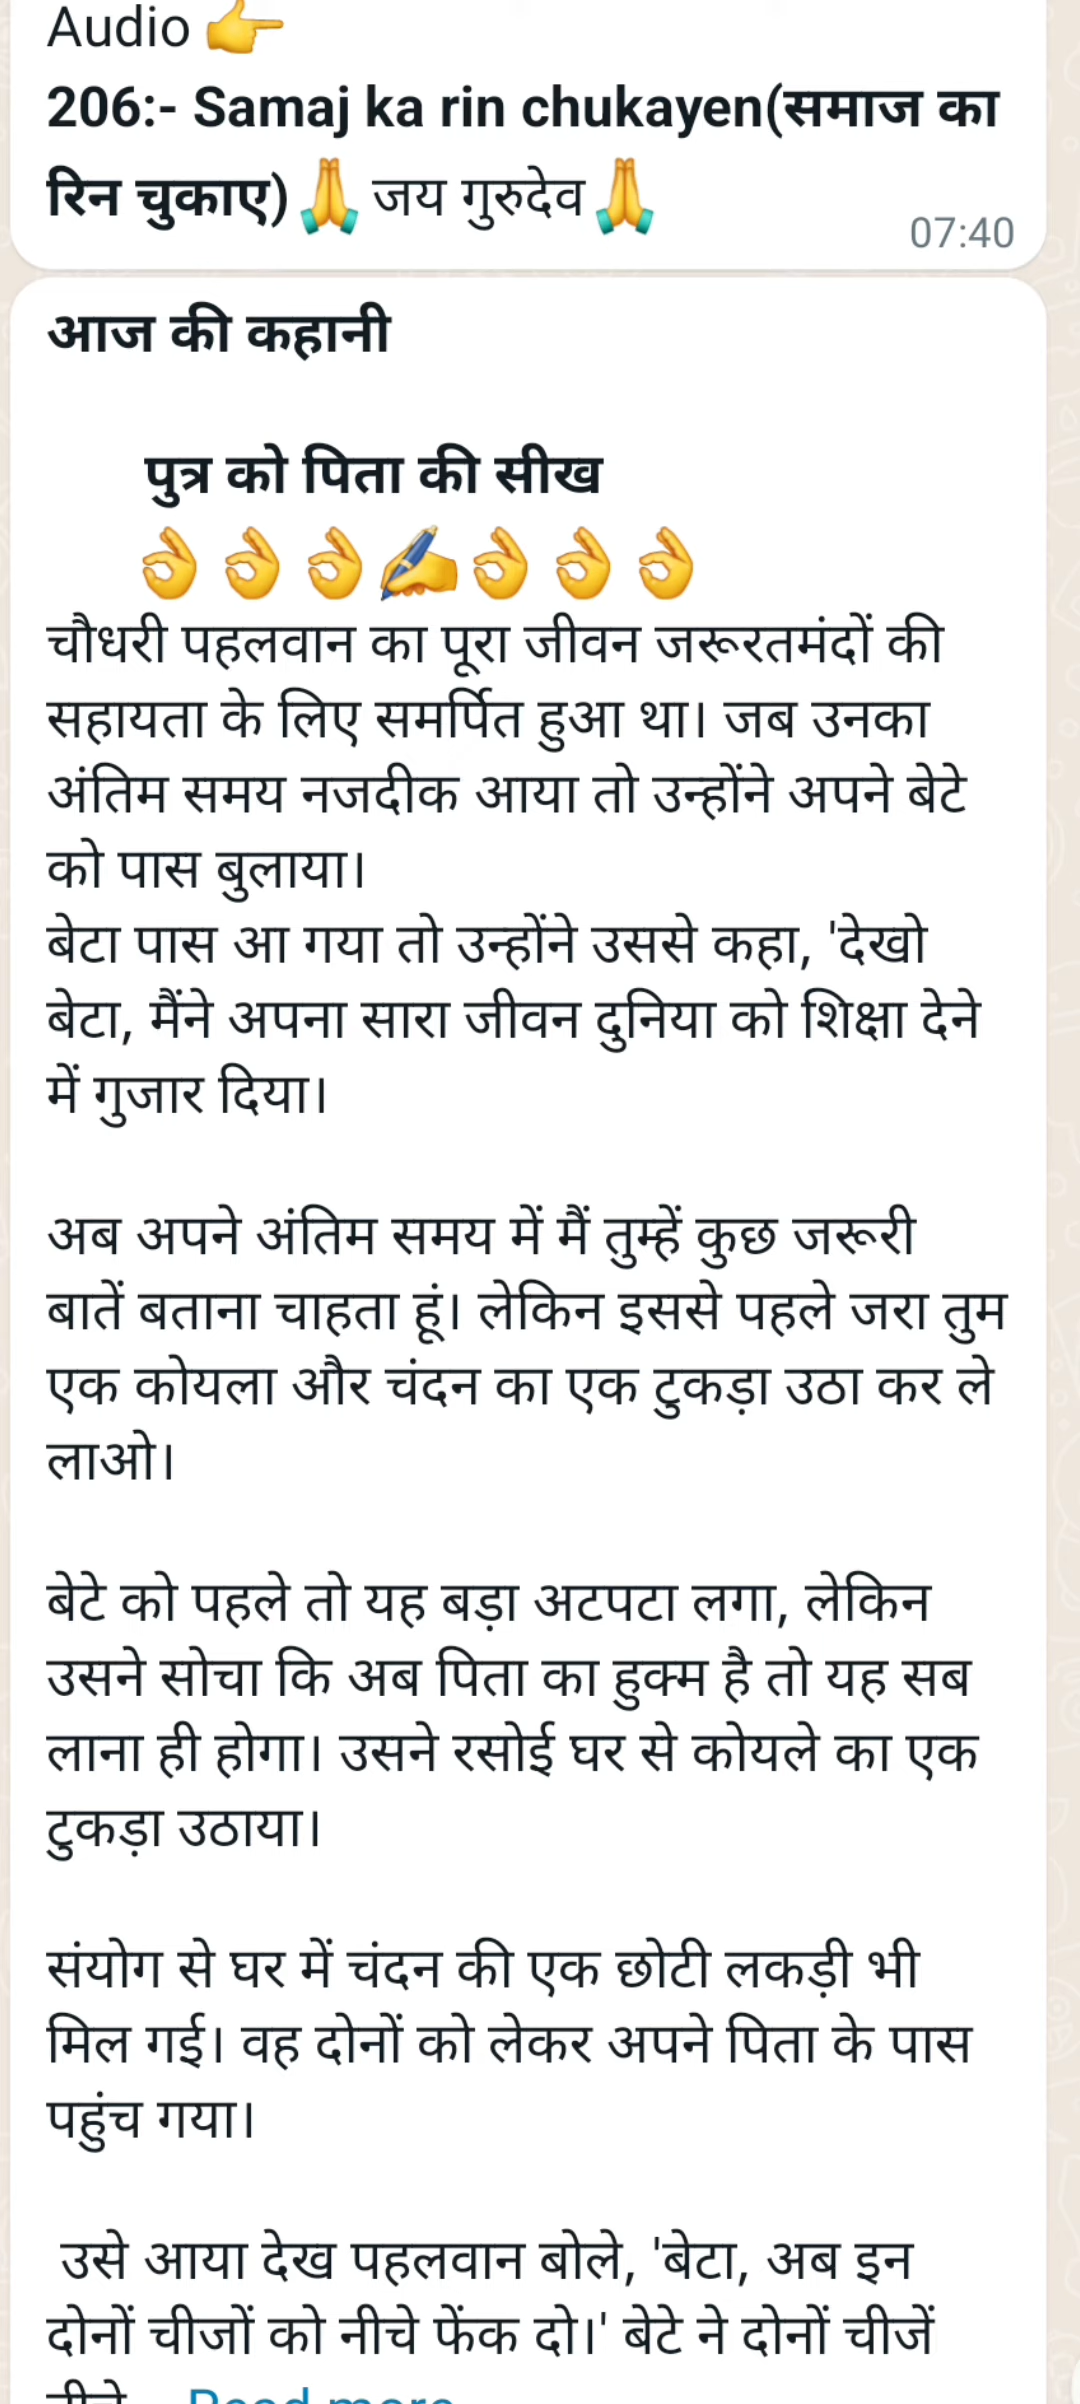 Audio 👉
206:- Samaj ka rin chukayen(समाज का
रिन चुकाए)🙏 जय गुरुदेव🙏
07:40
आज की कहानी
पुत्र को पिता की सीख
👌👌👌✍️👌👌👌
चौधरी पहलवान का पूरा जीवन जरूरतमंदों की
सहायता के लिए समर्पित हुआ था। जब उनका
अंतिम समय नजदीक आया तो उन्होंने अपने बेटे
को पास बुलाया।
बेटा पास आ गया तो उन्होंने उससे कहा, 'देखो
बेटा, मैंने अपना सारा जीवन दुनिया को शिक्षा देने
में गुजार दिया।
अब अपने अंतिम समय में मैं तुम्हें कुछ जरूरी
बातें बताना चाहता हूं। लेकिन इससे पहले जरा तुम
एक कोयला और चंदन का एक टुकड़ा उठा कर ले
लाओ।
बेटे को पहले तो यह बड़ा अटपटा लगा, लेकिन
उसने सोचा कि अब पिता का हुक्म है तो यह सब
लाना ही होगा। उसने रसोई घर से कोयले का एक
टुकड़ा उठाया।
संयोग से घर में चंदन की एक छोटी लकड़ी भी
मिल गई। वह दोनों को लेकर अपने पिता के पास
पहुंच गया।
उसे आया देख पहलवान बोले, 'बेटा, अब इन
दोनों चीजों को नीचे फेंक दो।' बेटे ने दोनों चीजें
नीचे... Read more